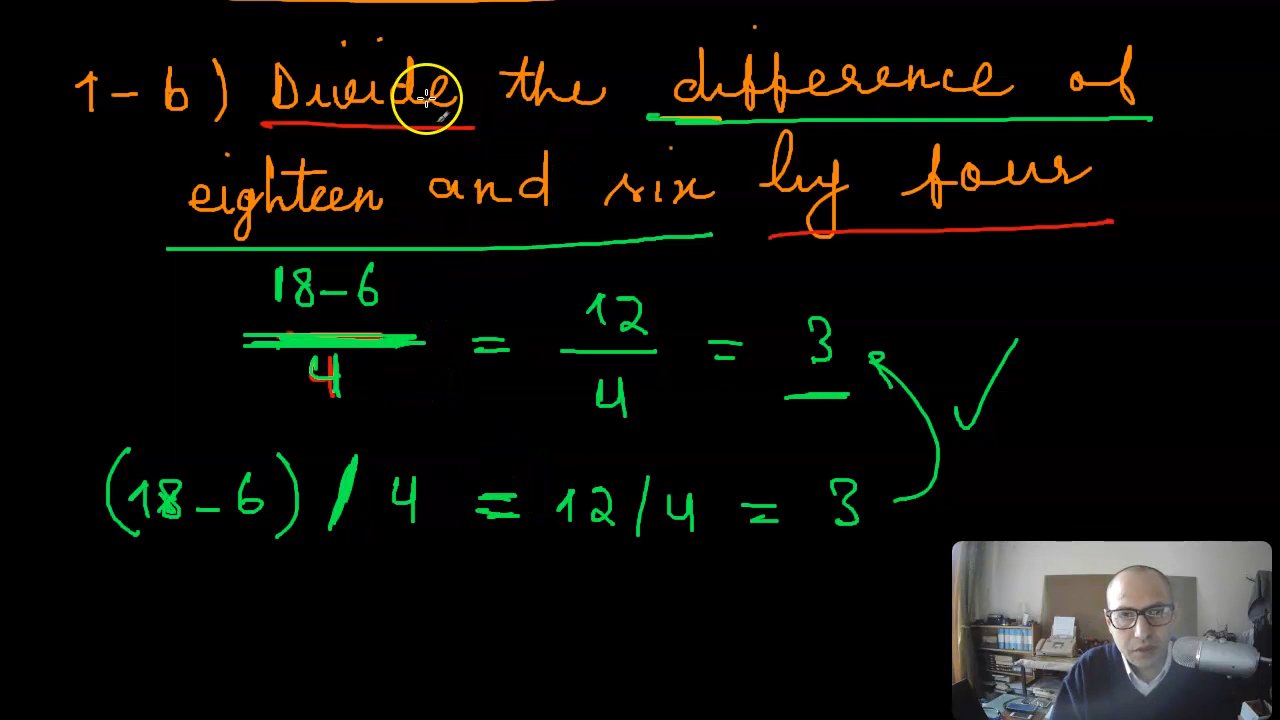 1-b) Divide the difference of
eighteen and six by four
18-6
4
= 12/4 = 3
(18-6) / 4 = 12/4 = 3